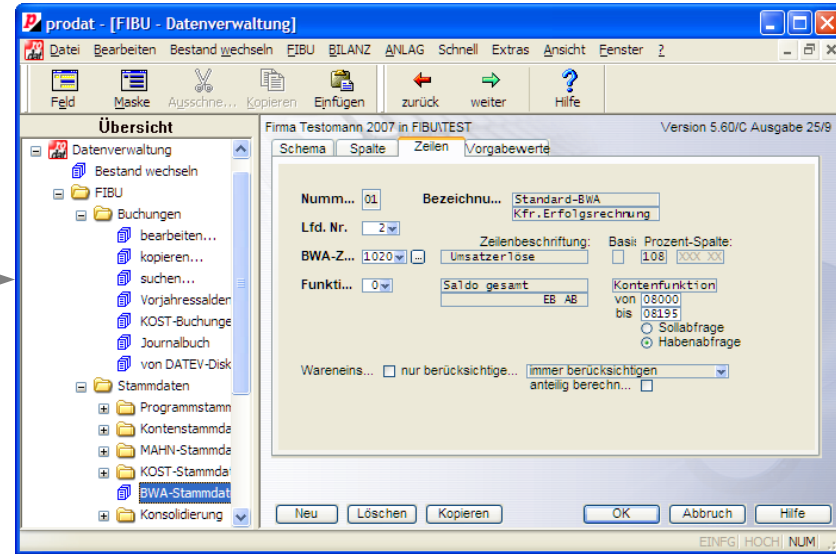 prodat - [FIBU - Datenverwaltung]
Datei Bearbeiten Bestand wechseln FIBU BILANZ ANLAG Schnell Extras Ansicht Fenster ?
Feld Maske Ausschne... Kopieren Einfügen zurück weiter Hilfe
Übersicht
Datenverwaltung
Bestand wechseln
FIBU
Buchungen
bearbeiten...
kopieren...
suchen...
Vorjahressalden
KOST-Buchunge
Journalbuch
von DATEV-Disk
Stammdaten
Programmstamm
Kontenstammda
MAHN-Stammda
KOST-Stammdat
BWA-Stammdat
Konsolidierung
Firma Testomann 2007 in FIBU\TEST Version 5.60/C Ausgabe 25/9
Schema Spalte Zeilen Vorgabewerte
Numm... 01 Bezeichnu... Standard-BWA
Kfr.Erfolgsrechnung
Lfd. Nr. 2
Zeilenbeschriftung: Basis Prozent-Spalte:
BWA-Z... 1020 ... Umsatzerlöse 108 XXX XX
Funkti... 0 Saldo gesamt Kontenfunktion
EB AB von 08000
bis 08195
Sollabfrage
Habenabfrage
Wareneins... nur berücksichtige... immer berücksichtigen
anteilig berechn...
Neu Löschen Kopieren OK Abbruch Hilfe
EINFG HOCH NUM